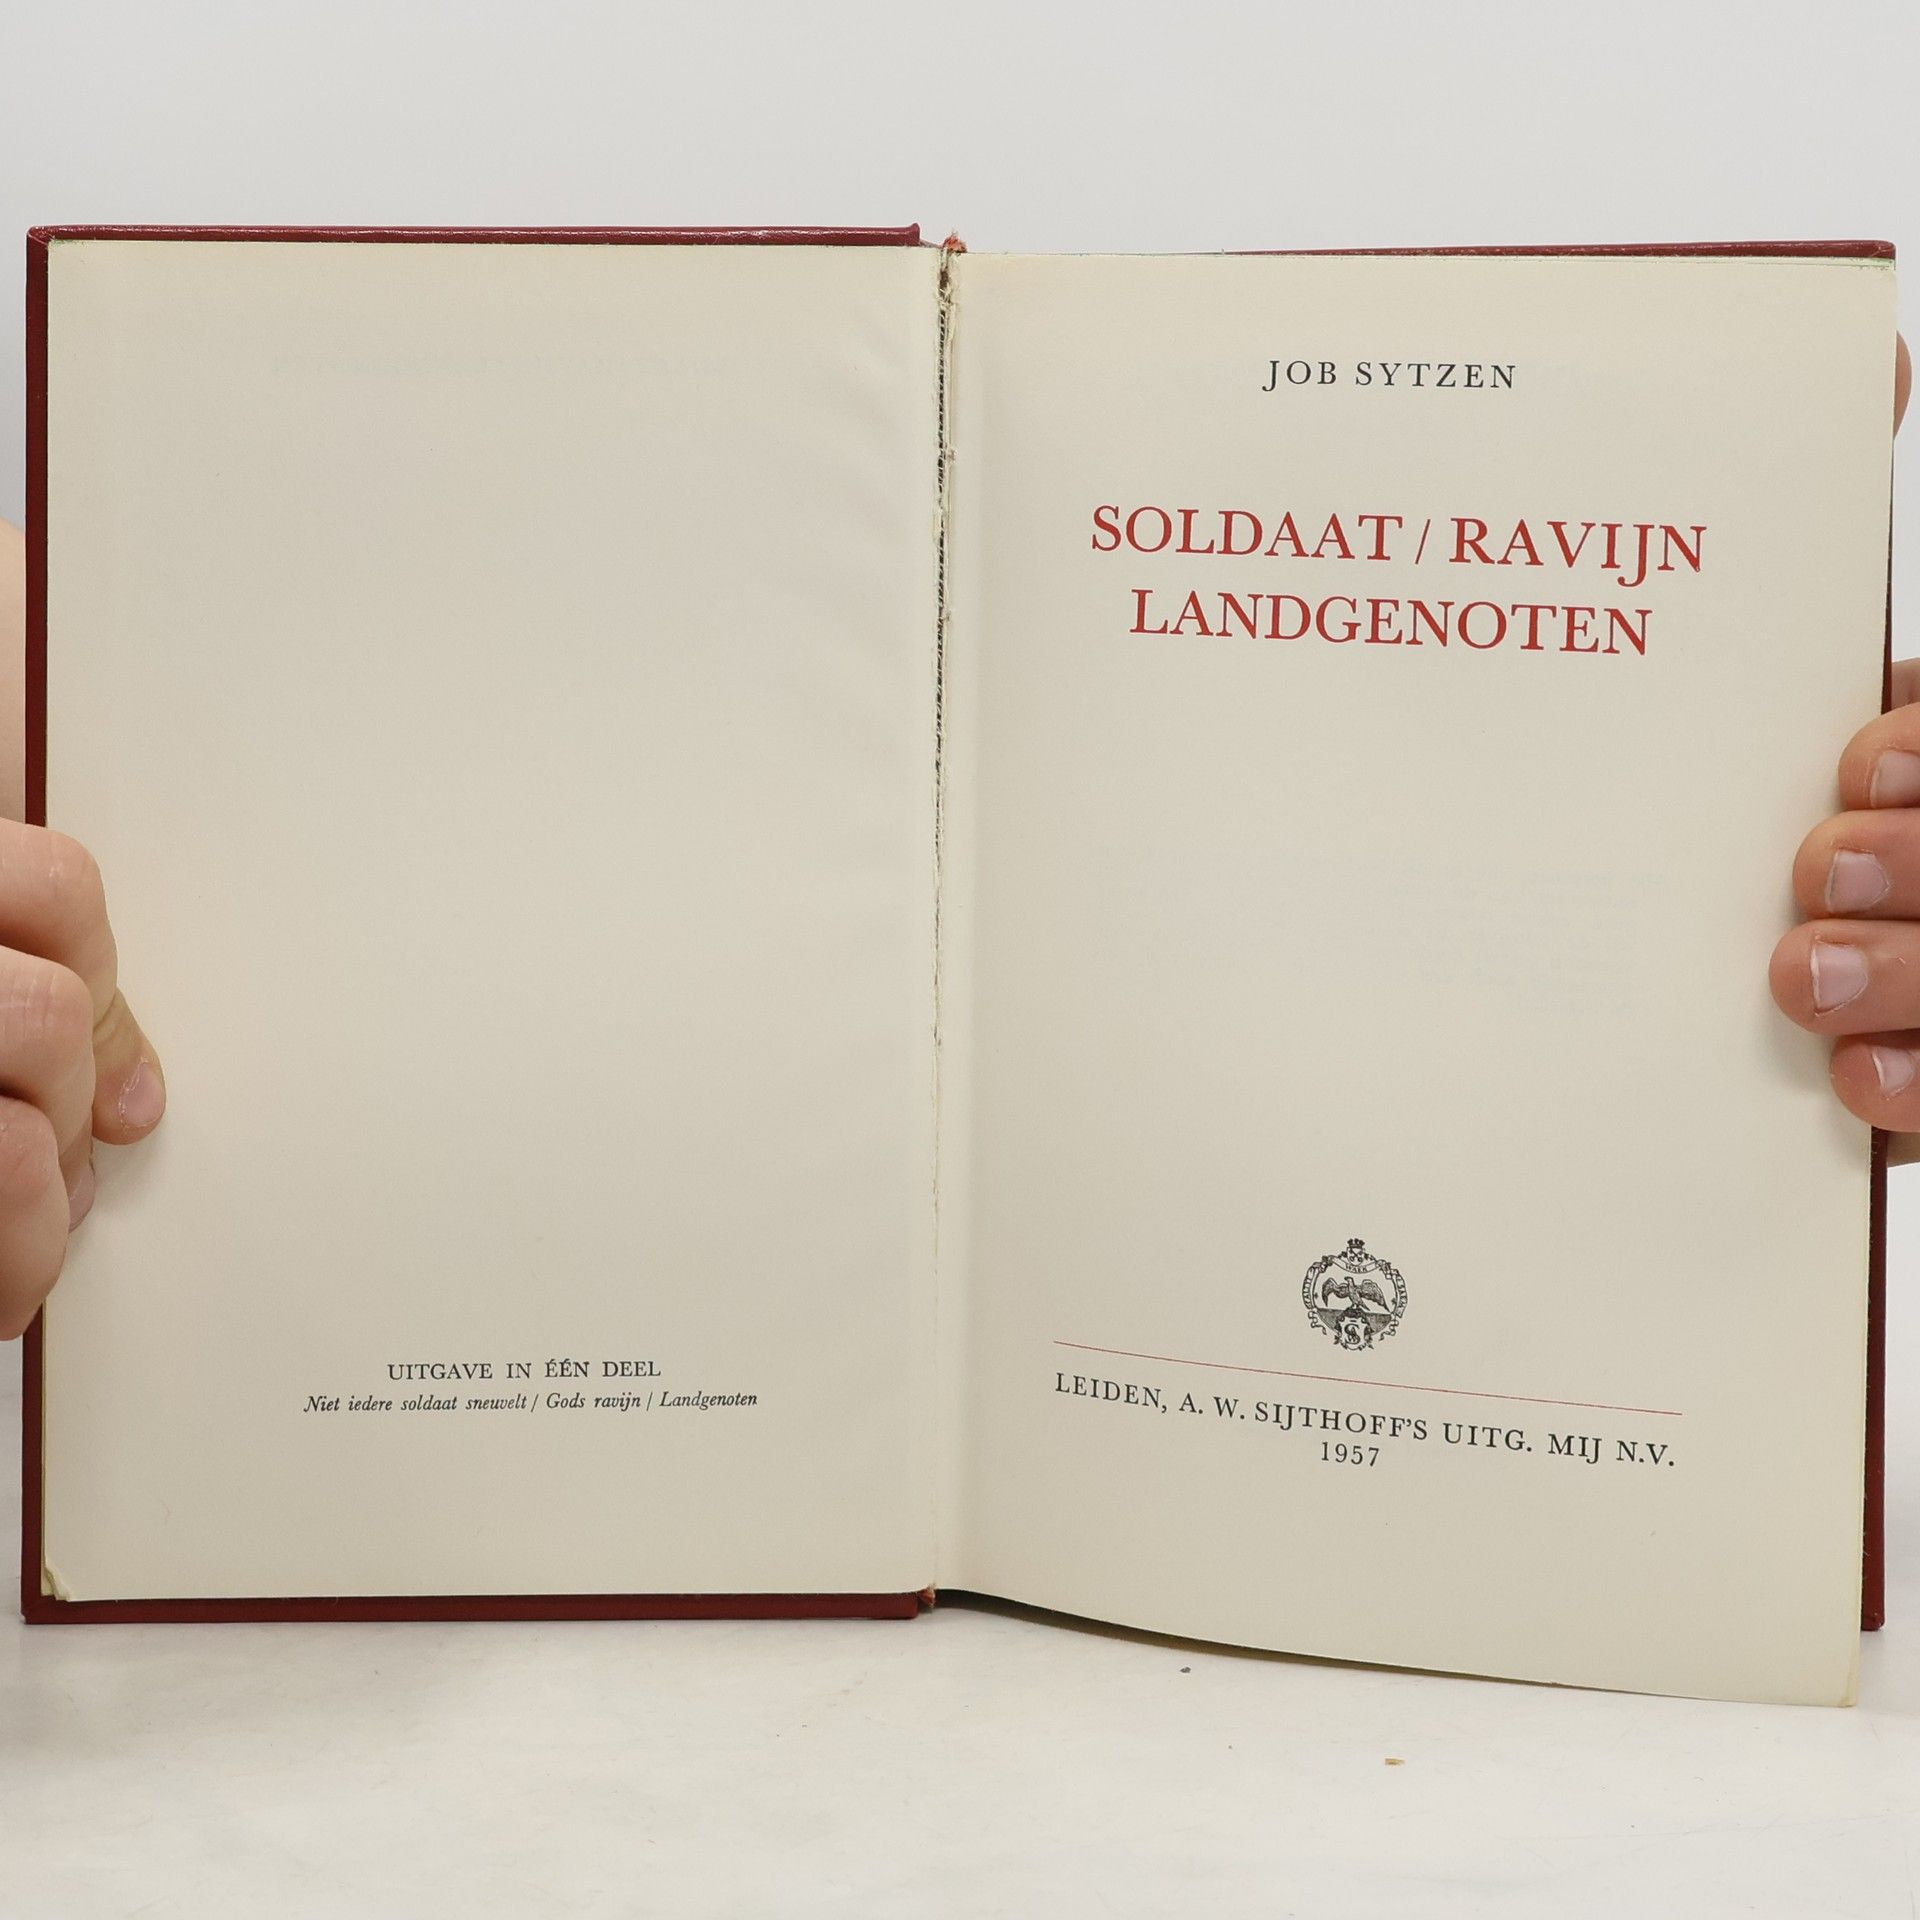 UITGAVE IN ÉÉN DEEL
Niet iedere soldaat sneuvelt / Gods ravijn / Landgenoten
JOB SYTZEN
SOLDAAT / RAVIJN
LANDGENOTEN
LEIDEN, A. W. SIJTHOFF'S UITG. MIJ N.V.
1957